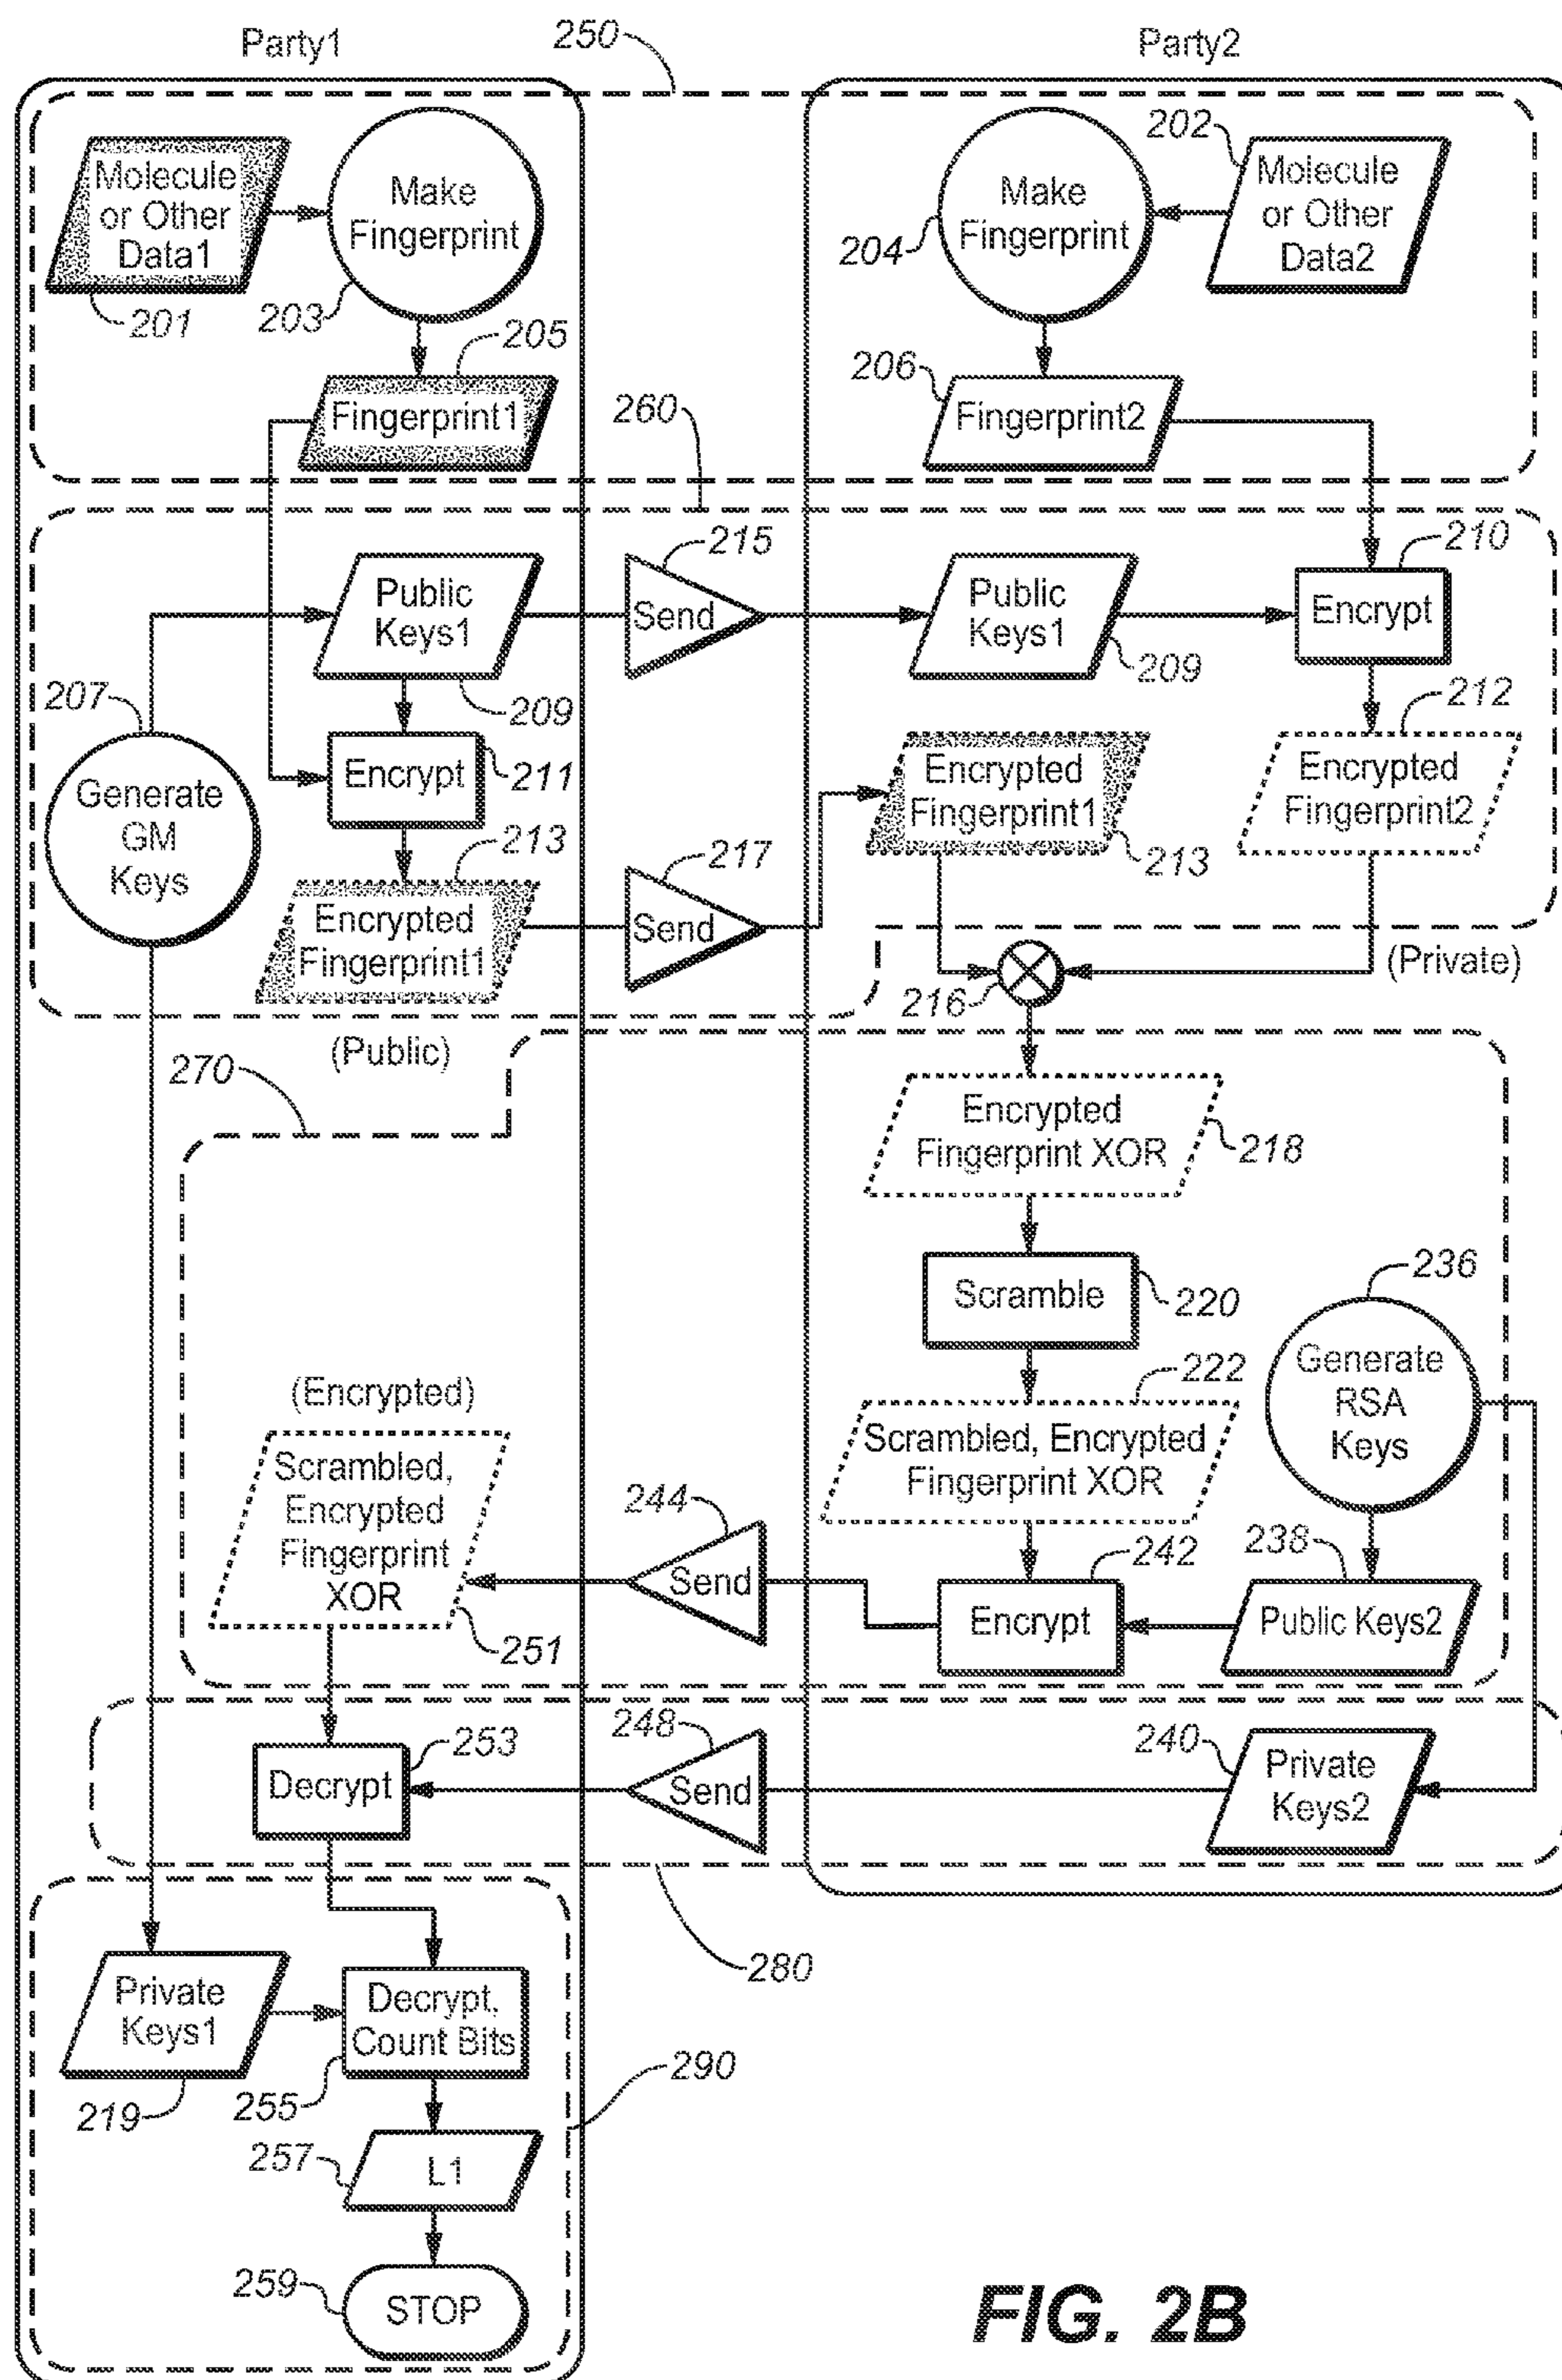 Party1
250
Party2
Molecule
or Other
Data1
201
Make
Fingerprint
203
205
Fingerprint1
202
Molecule
or Other
Data2
Make
Fingerprint
204
206
Fingerprint2
260
215
Public
Keys1
Send
Public
Keys1
209
210
Encrypt
207
209
Generate
GM
Keys
Encrypt
211
213
Encrypted
Fingerprint1
217
Send
Encrypted
Fingerprint1
213
212
Encrypted
Fingerprint2
216
(Private)
(Public)
270
Encrypted
Fingerprint XOR
218
Scramble
220
236
Generate
RSA
Keys
222
Scrambled, Encrypted
Fingerprint XOR
(Encrypted)
Scrambled,
Encrypted
Fingerprint
XOR
251
244
Send
242
Encrypt
238
Public Keys2
253
Decrypt
248
Send
240
Private
Keys2
280
Private
Keys1
219
Decrypt,
Count Bits
255
290
257
L1
259
STOP
FIG. 2B